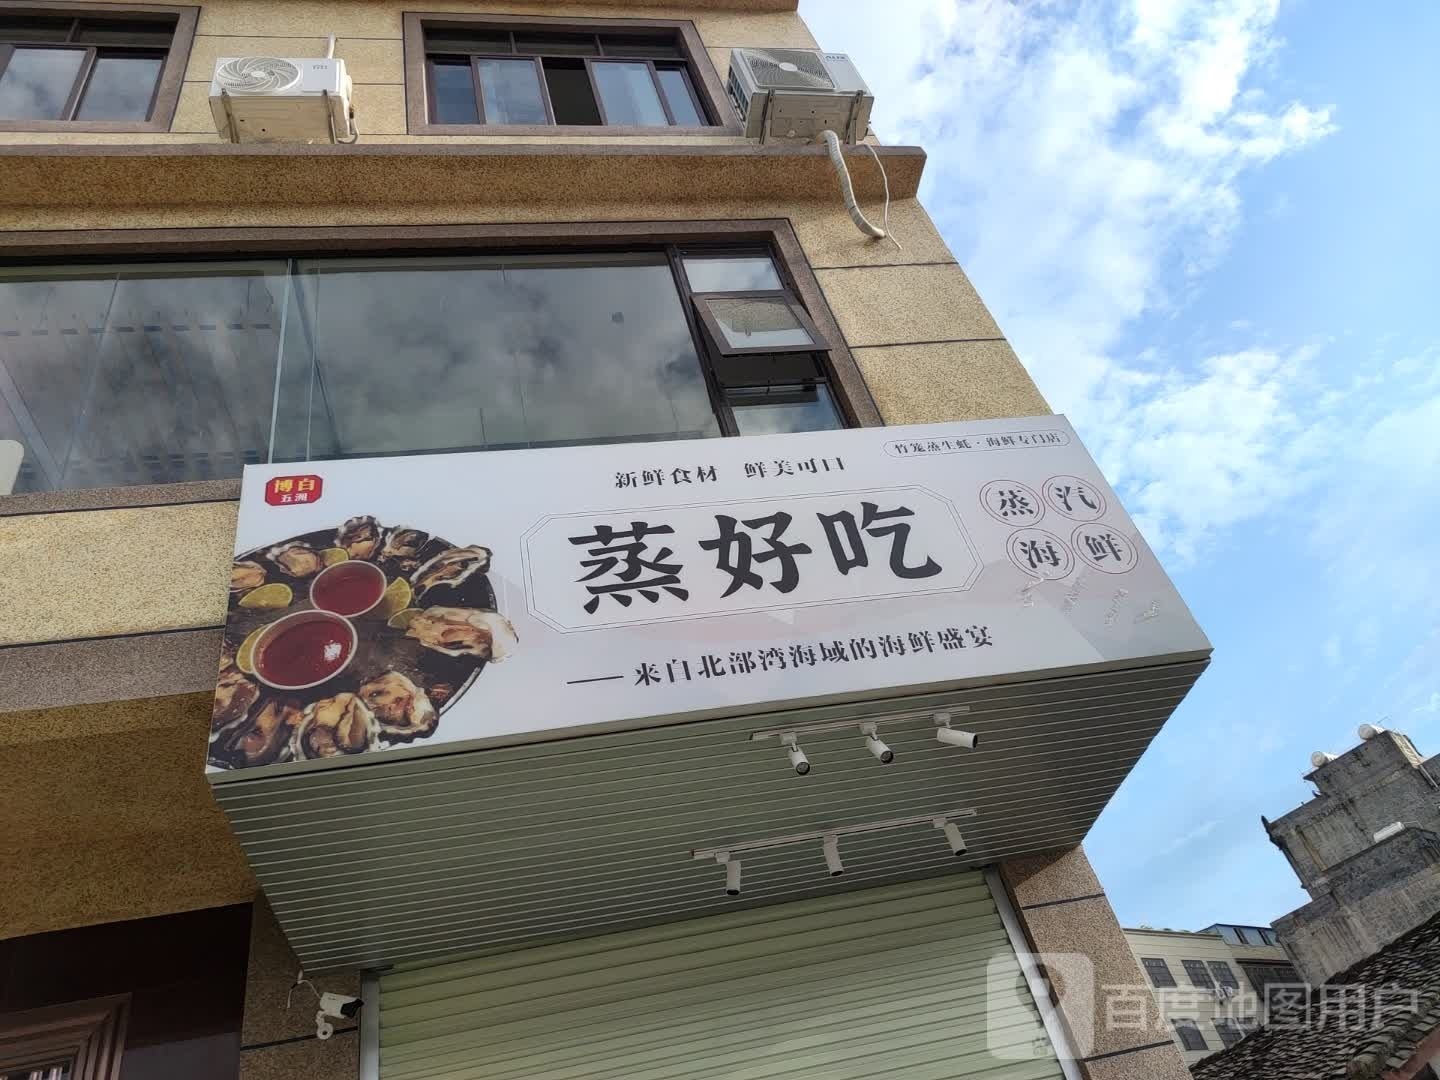 博白
五洲
新鲜食材 鲜美可口
竹笼蒸生蚝·海鲜专门店
蒸好吃
蒸汽
海鲜
——来自北部湾海域的海鲜盛宴
百度地图用户